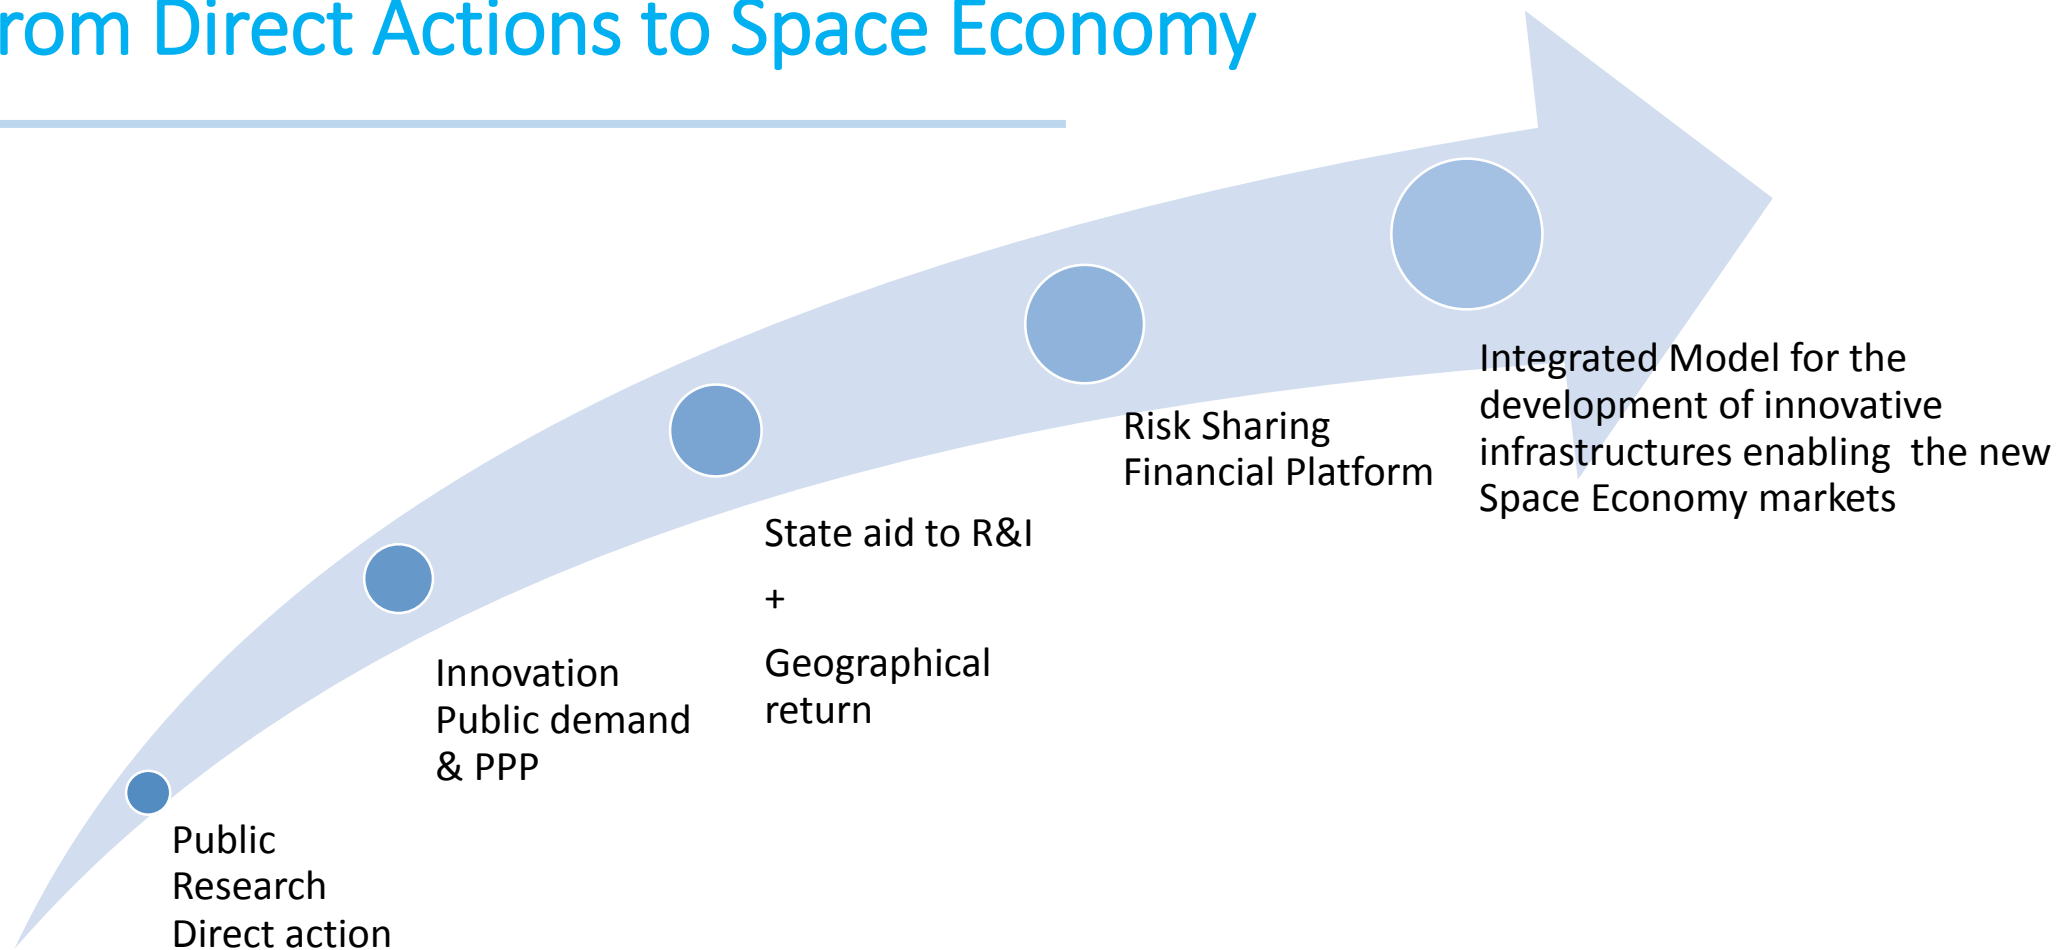 rom Direct Actions to Space Economy
Integrated Model for the
development of innovative
infrastructures enabling  the new
Space Economy markets
Risk Sharing
Financial Platform
State aid to R&I
+
Geographical
return
Innovation
Public demand
& PPP
Public
Research
Direct action